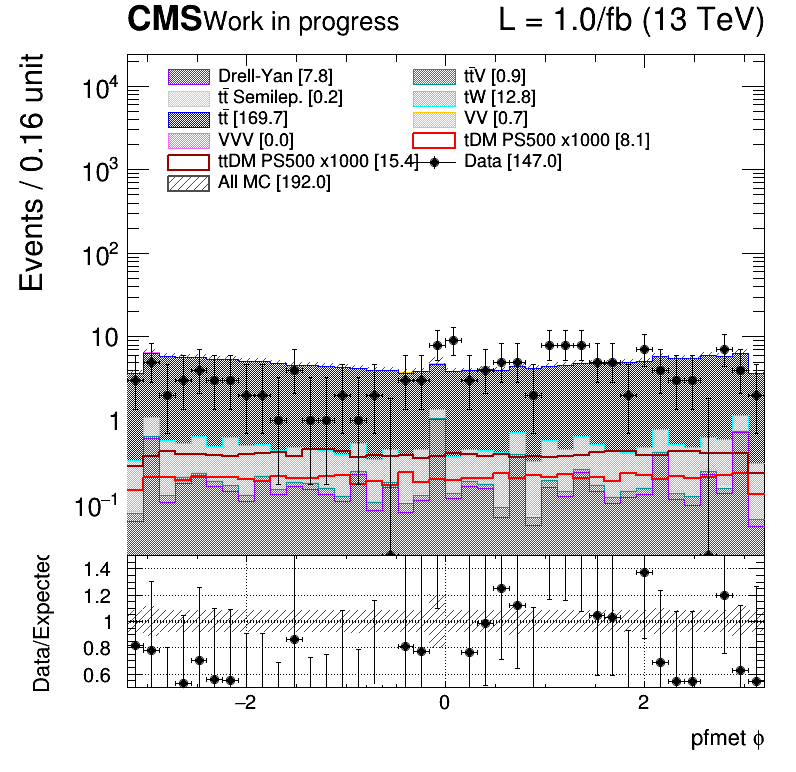 CMS Work in progress L = 1.0/fb (13 TeV)
Events / 0.16 unit
Drell-Yan [7.8] tt̄V [0.9]
tt̄ Semilep. [0.2] tW [12.8]
tt̄ [169.7] VV [0.7]
VVV [0.0] tDM PS500 x1000 [8.1]
ttDM PS500 x1000 [15.4] Data [147.0]
All MC [192.0]
10⁴
10³
10²
10
1
10⁻¹
Data/Expected
1.4
1.2
1
0.8
0.6
−2 0 2
pfmet ϕ